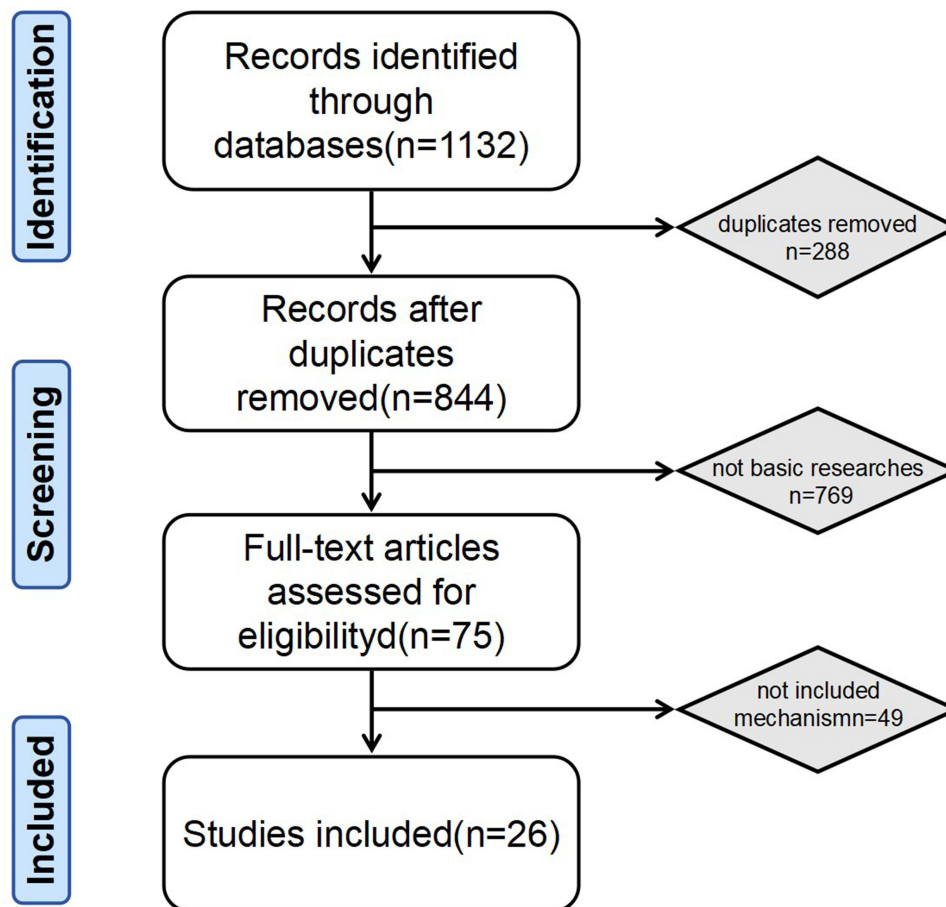 Identification
Records identified
through
databases(n=1132)
duplicates removed
n=288
Records after
duplicates
removed(n=844)
Screening
not basic researches
n=769
Full-text articles
assessed for
eligibilityd(n=75)
not included
mechanismn=49
Included
Studies included(n=26)